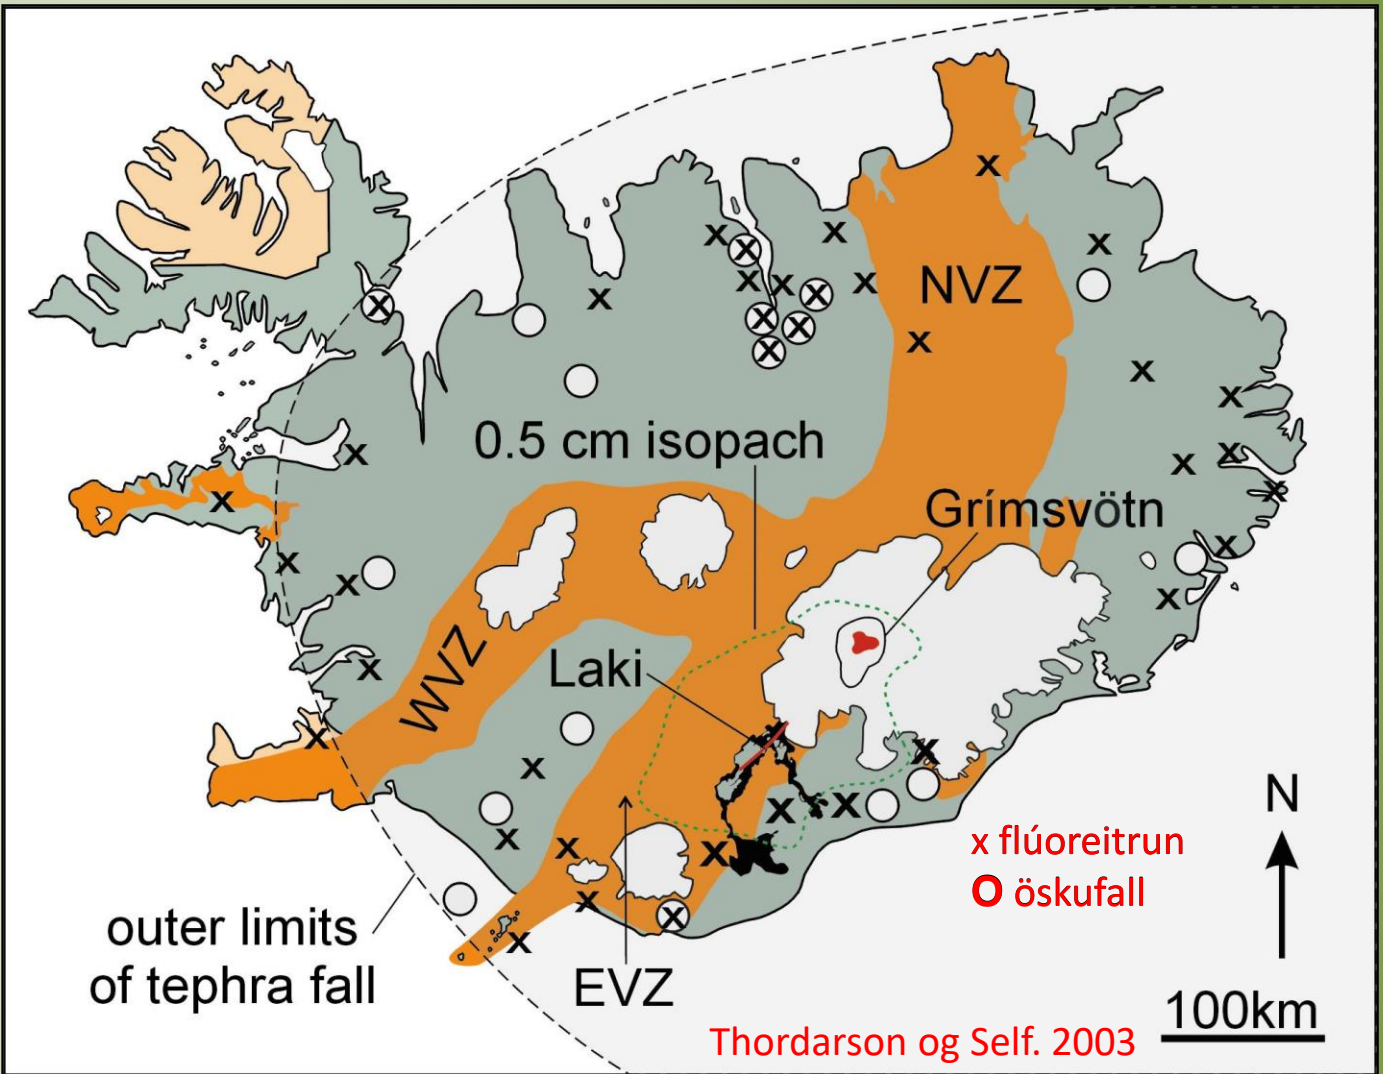 NVZ
0.5 cm isopach
Grímsvötn
WVZ
Laki
N
x flúoreitrun
O öskufall
outer limits
of tephra fall
EVZ
100km
Thordarson og Self. 2003